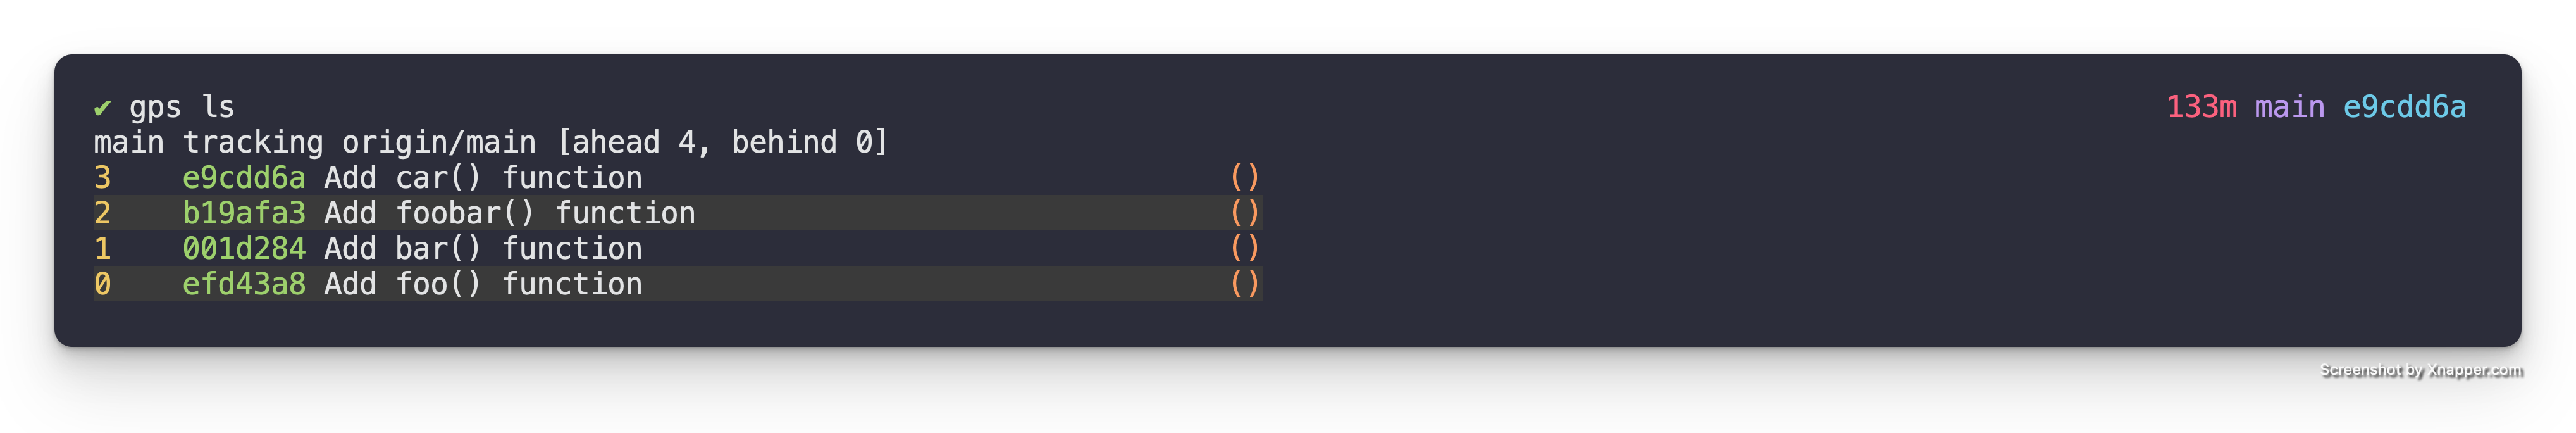 ✔ gps ls 133m main e9cdd6a
main tracking origin/main [ahead 4, behind 0]
3 e9cdd6a Add car() function ()
2 b19afa3 Add foobar() function ()
1 001d284 Add bar() function ()
0 efd43a8 Add foo() function ()
Screenshot by Xnapper.com